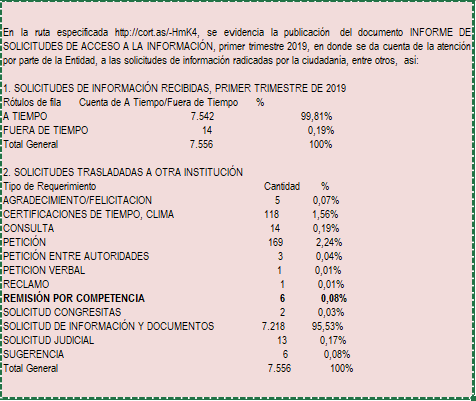 En la ruta especificada http://cort.as/-HmK4, se evidencia la publicación del documento INFORME DE
SOLICITUDES DE ACCESO A LA INFORMACIÓN, primer trimestre 2019, en donde se da cuenta de la atención
por parte de la Entidad, a las solicitudes de información radicadas por la ciudadanía, entre otros, así:
1. SOLICITUDES DE INFORMACIÓN RECIBIDAS, PRIMER TRIMESTRE DE 2019
Rótulos de fila Cuenta de A Tiempo/Fuera de Tiempo %
A TIEMPO 7.542 99,81%
FUERA DE TIEMPO 14 0,19%
Total General 7.556 100%
2. SOLICITUDES TRASLADADAS A OTRA INSTITUCIÓN
Tipo de Requerimiento Cantidad %
AGRADECIMIENTO/FELICITACION 5 0,07%
CERTIFICACIONES DE TIEMPO, CLIMA 118 1,56%
CONSULTA 14 0,19%
PETICIÓN 169 2,24%
PETICIÓN ENTRE AUTORIDADES 3 0,04%
PETICION VERBAL 1 0,01%
RECLAMO 1 0,01%
REMISIÓN POR COMPETENCIA 6 0,08%
SOLICITUD CONGRESITAS 2 0,03%
SOLICITUD DE INFORMACIÓN Y DOCUMENTOS 7.218 95,53%
SOLICITUD JUDICIAL 13 0,17%
SUGERENCIA 6 0,08%
Total General 7.556 100%